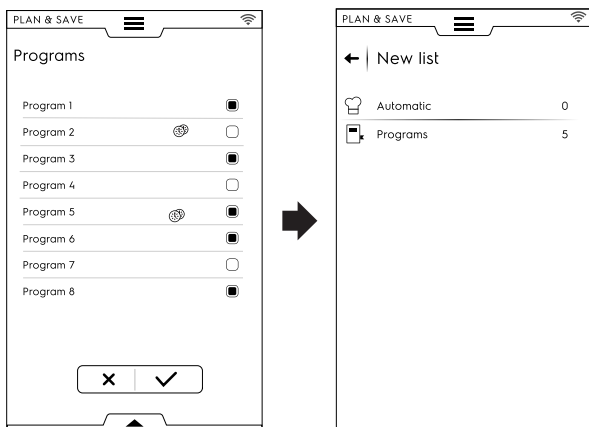 PLAN & SAVE
Programs
Program 1
Program 2
Program 3
Program 4
Program 5
Program 6
Program 7
Program 8
PLAN & SAVE
New list
Automatic 0
Programs 5